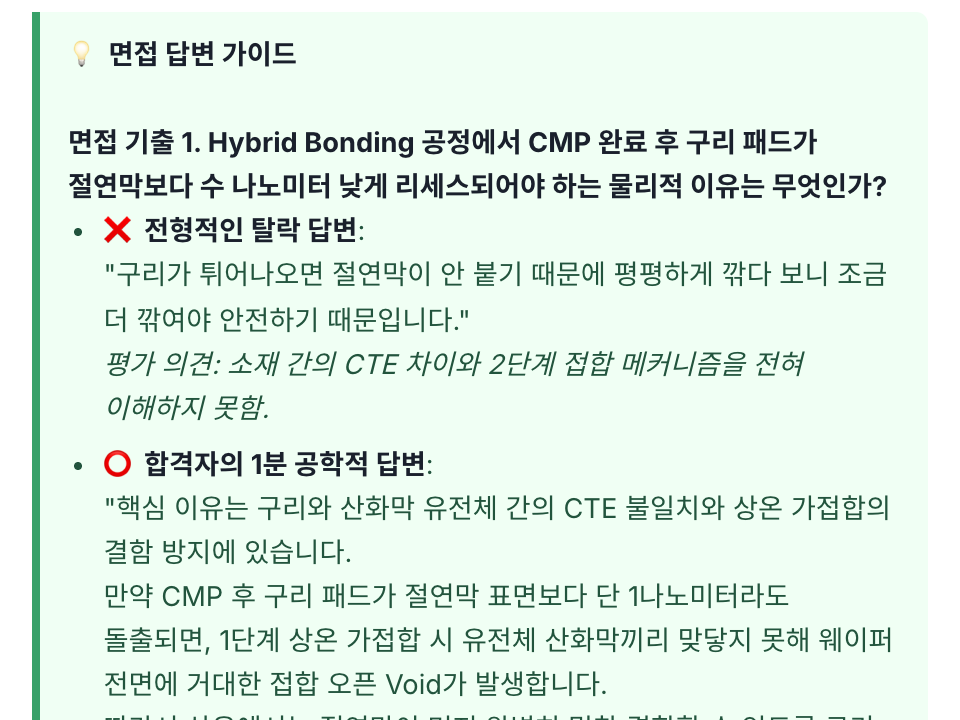 💡 면접 답변 가이드
면접 기출 1. Hybrid Bonding 공정에서 CMP 완료 후 구리 패드가
절연막보다 수 나노미터 낮게 리세스되어야 하는 물리적 이유는 무엇인가?
• ❌ 전형적인 탈락 답변:
"구리가 튀어나오면 절연막이 안 붙기 때문에 평평하게 깎다 보니 조금
더 깎여야 안전하기 때문입니다."
평가 의견: 소재 간의 CTE 차이와 2단계 접합 메커니즘을 전혀
이해하지 못함.
• ⭕ 합격자의 1분 공학적 답변:
"핵심 이유는 구리와 산화막 유전체 간의 CTE 불일치와 상온 가접합의
결함 방지에 있습니다.
만약 CMP 후 구리 패드가 절연막 표면보다 단 1나노미터라도
돌출되면, 1단계 상온 가접합 시 유전체 산화막끼리 맞닿지 못해 웨이퍼
전면에 거대한 접합 오픈 Void가 발생합니다.